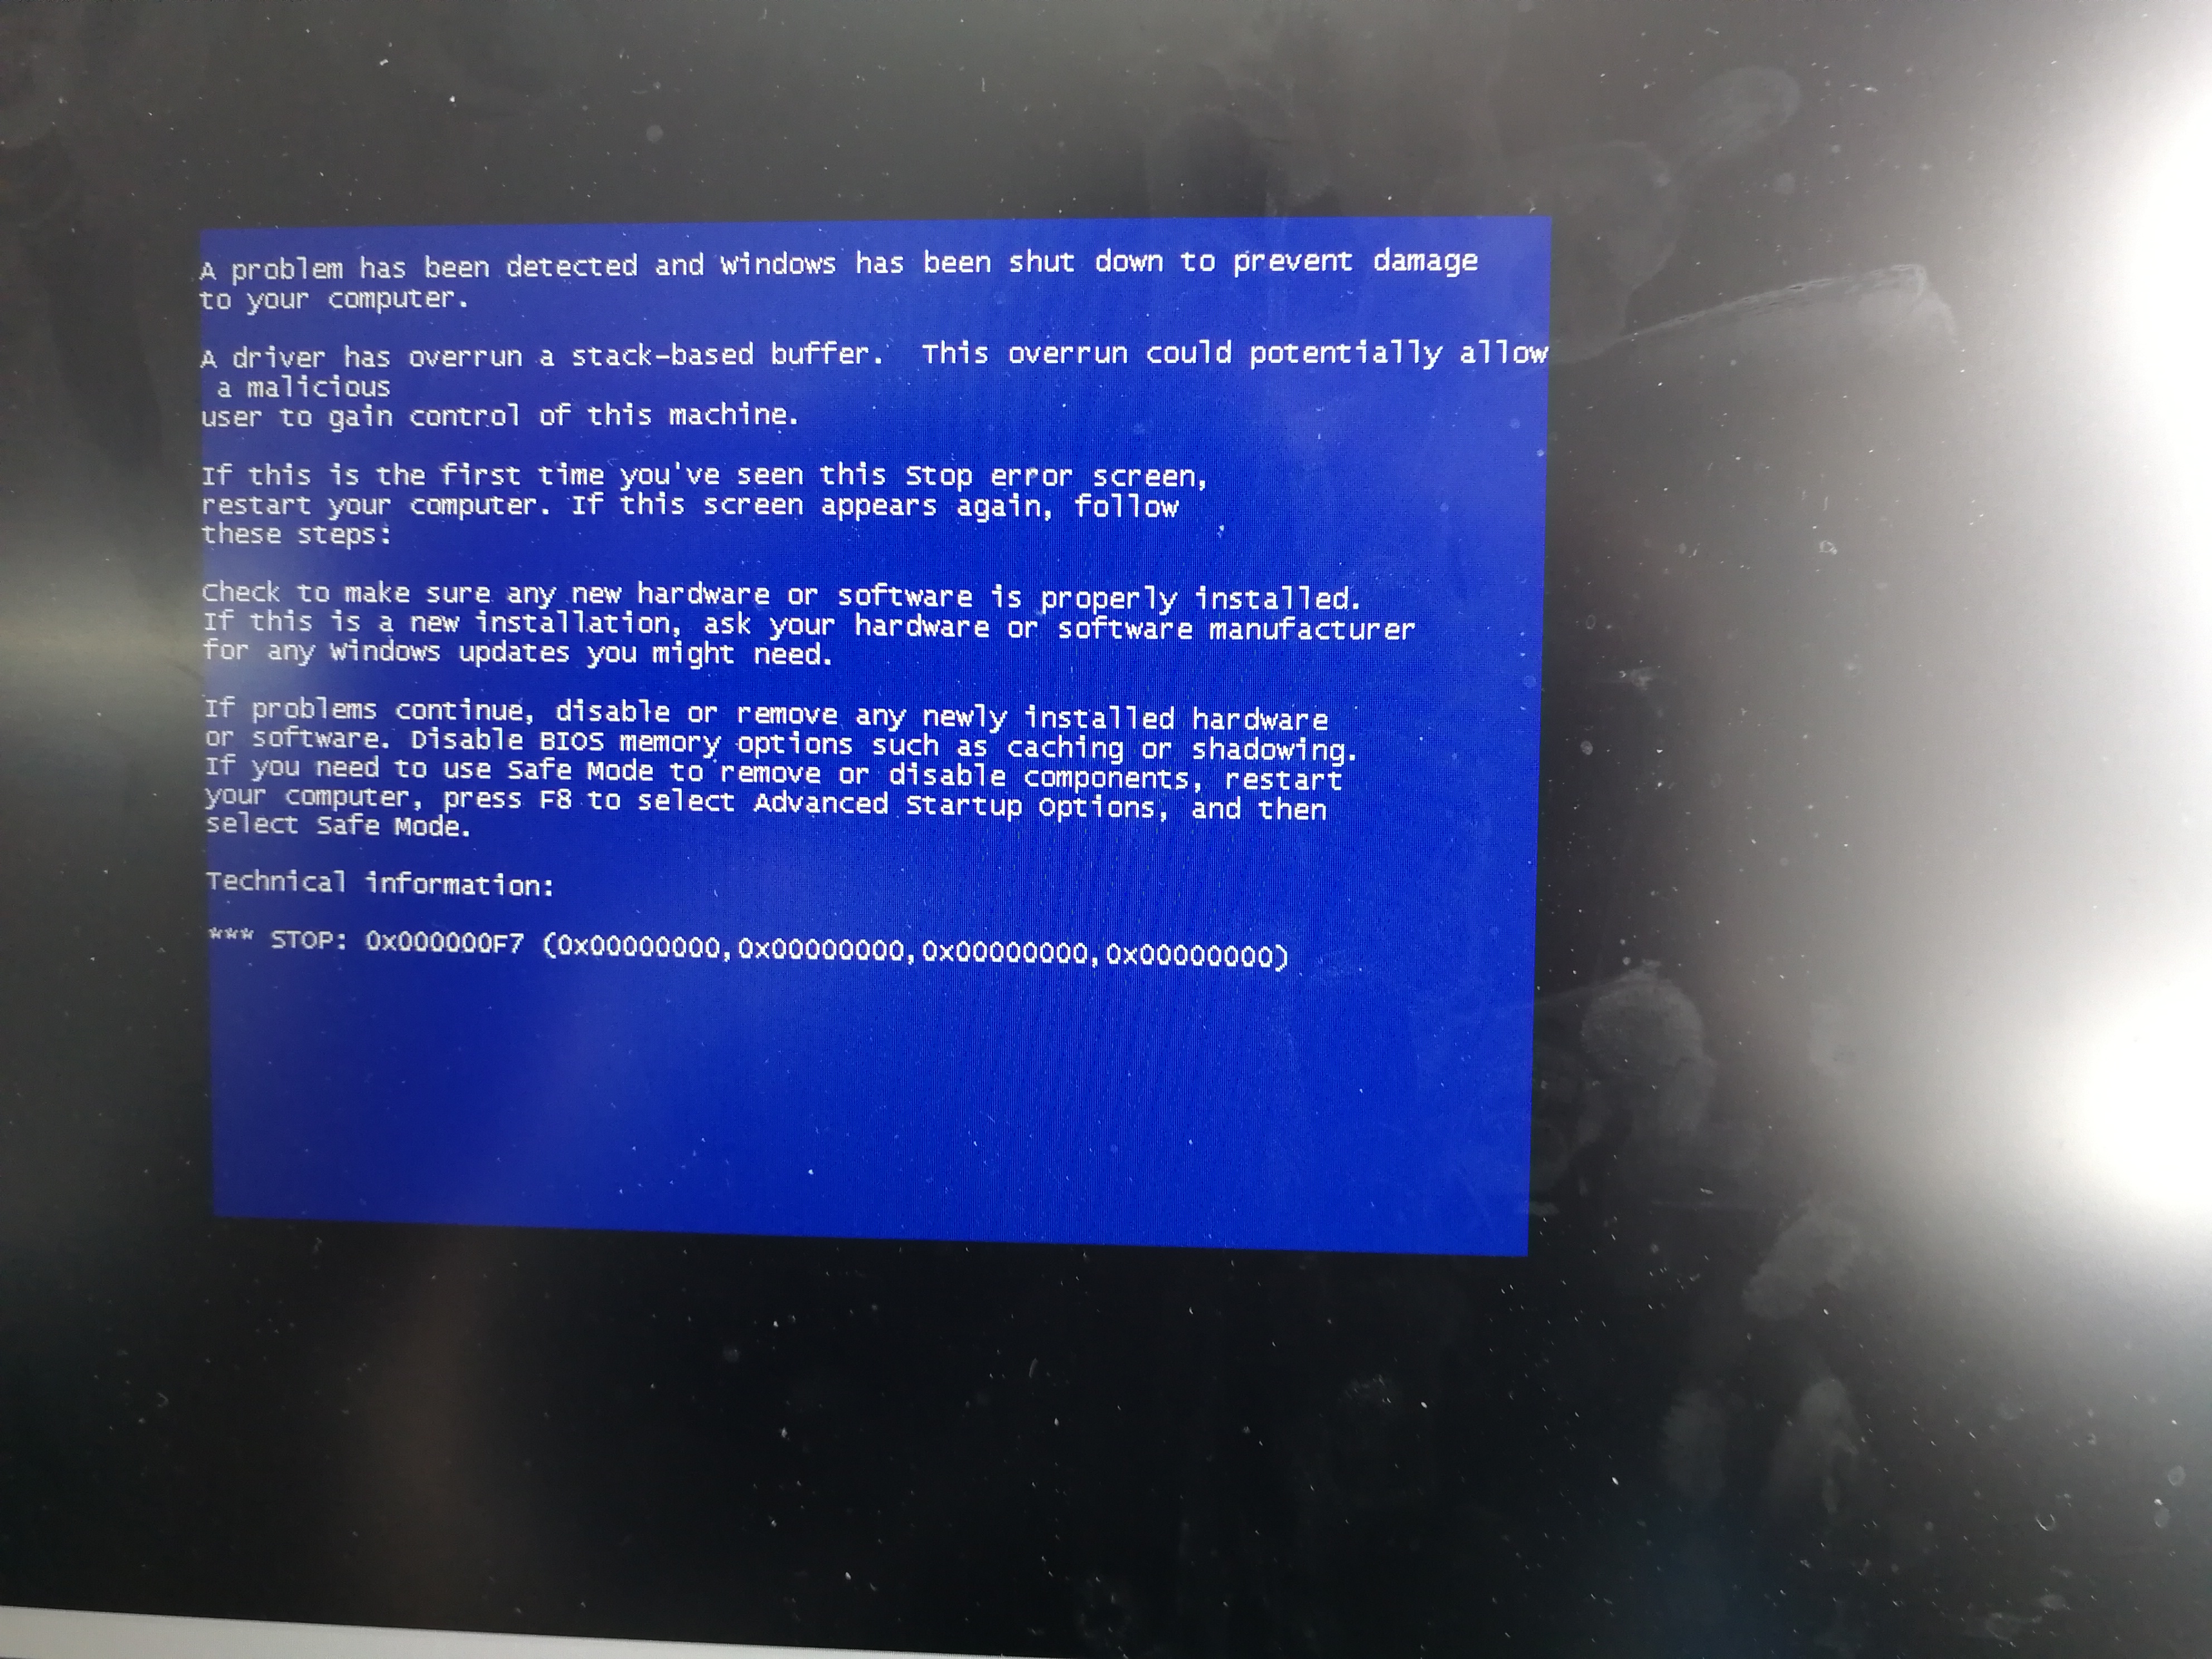 A problem has been detected and windows has been shut down to prevent damage
to your computer.
A driver has overrun a stack-based buffer.  This overrun could potentially allow
 a malicious
user to gain control of this machine.
If this is the first time you've seen this Stop error screen,
restart your computer. If this screen appears again, follow
these steps:
Check to make sure any new hardware or software is properly installed.
If this is a new installation, ask your hardware or software manufacturer
for any windows updates you might need.
If problems continue, disable or remove any newly installed hardware
or software. Disable BIOS memory options such as caching or shadowing.
If you need to use Safe Mode to remove or disable components, restart
your computer, press F8 to select Advanced Startup Options, and then
select Safe Mode.
Technical information:
*** STOP: 0x000000F7 (0x00000000,0x00000000,0x00000000,0x00000000)